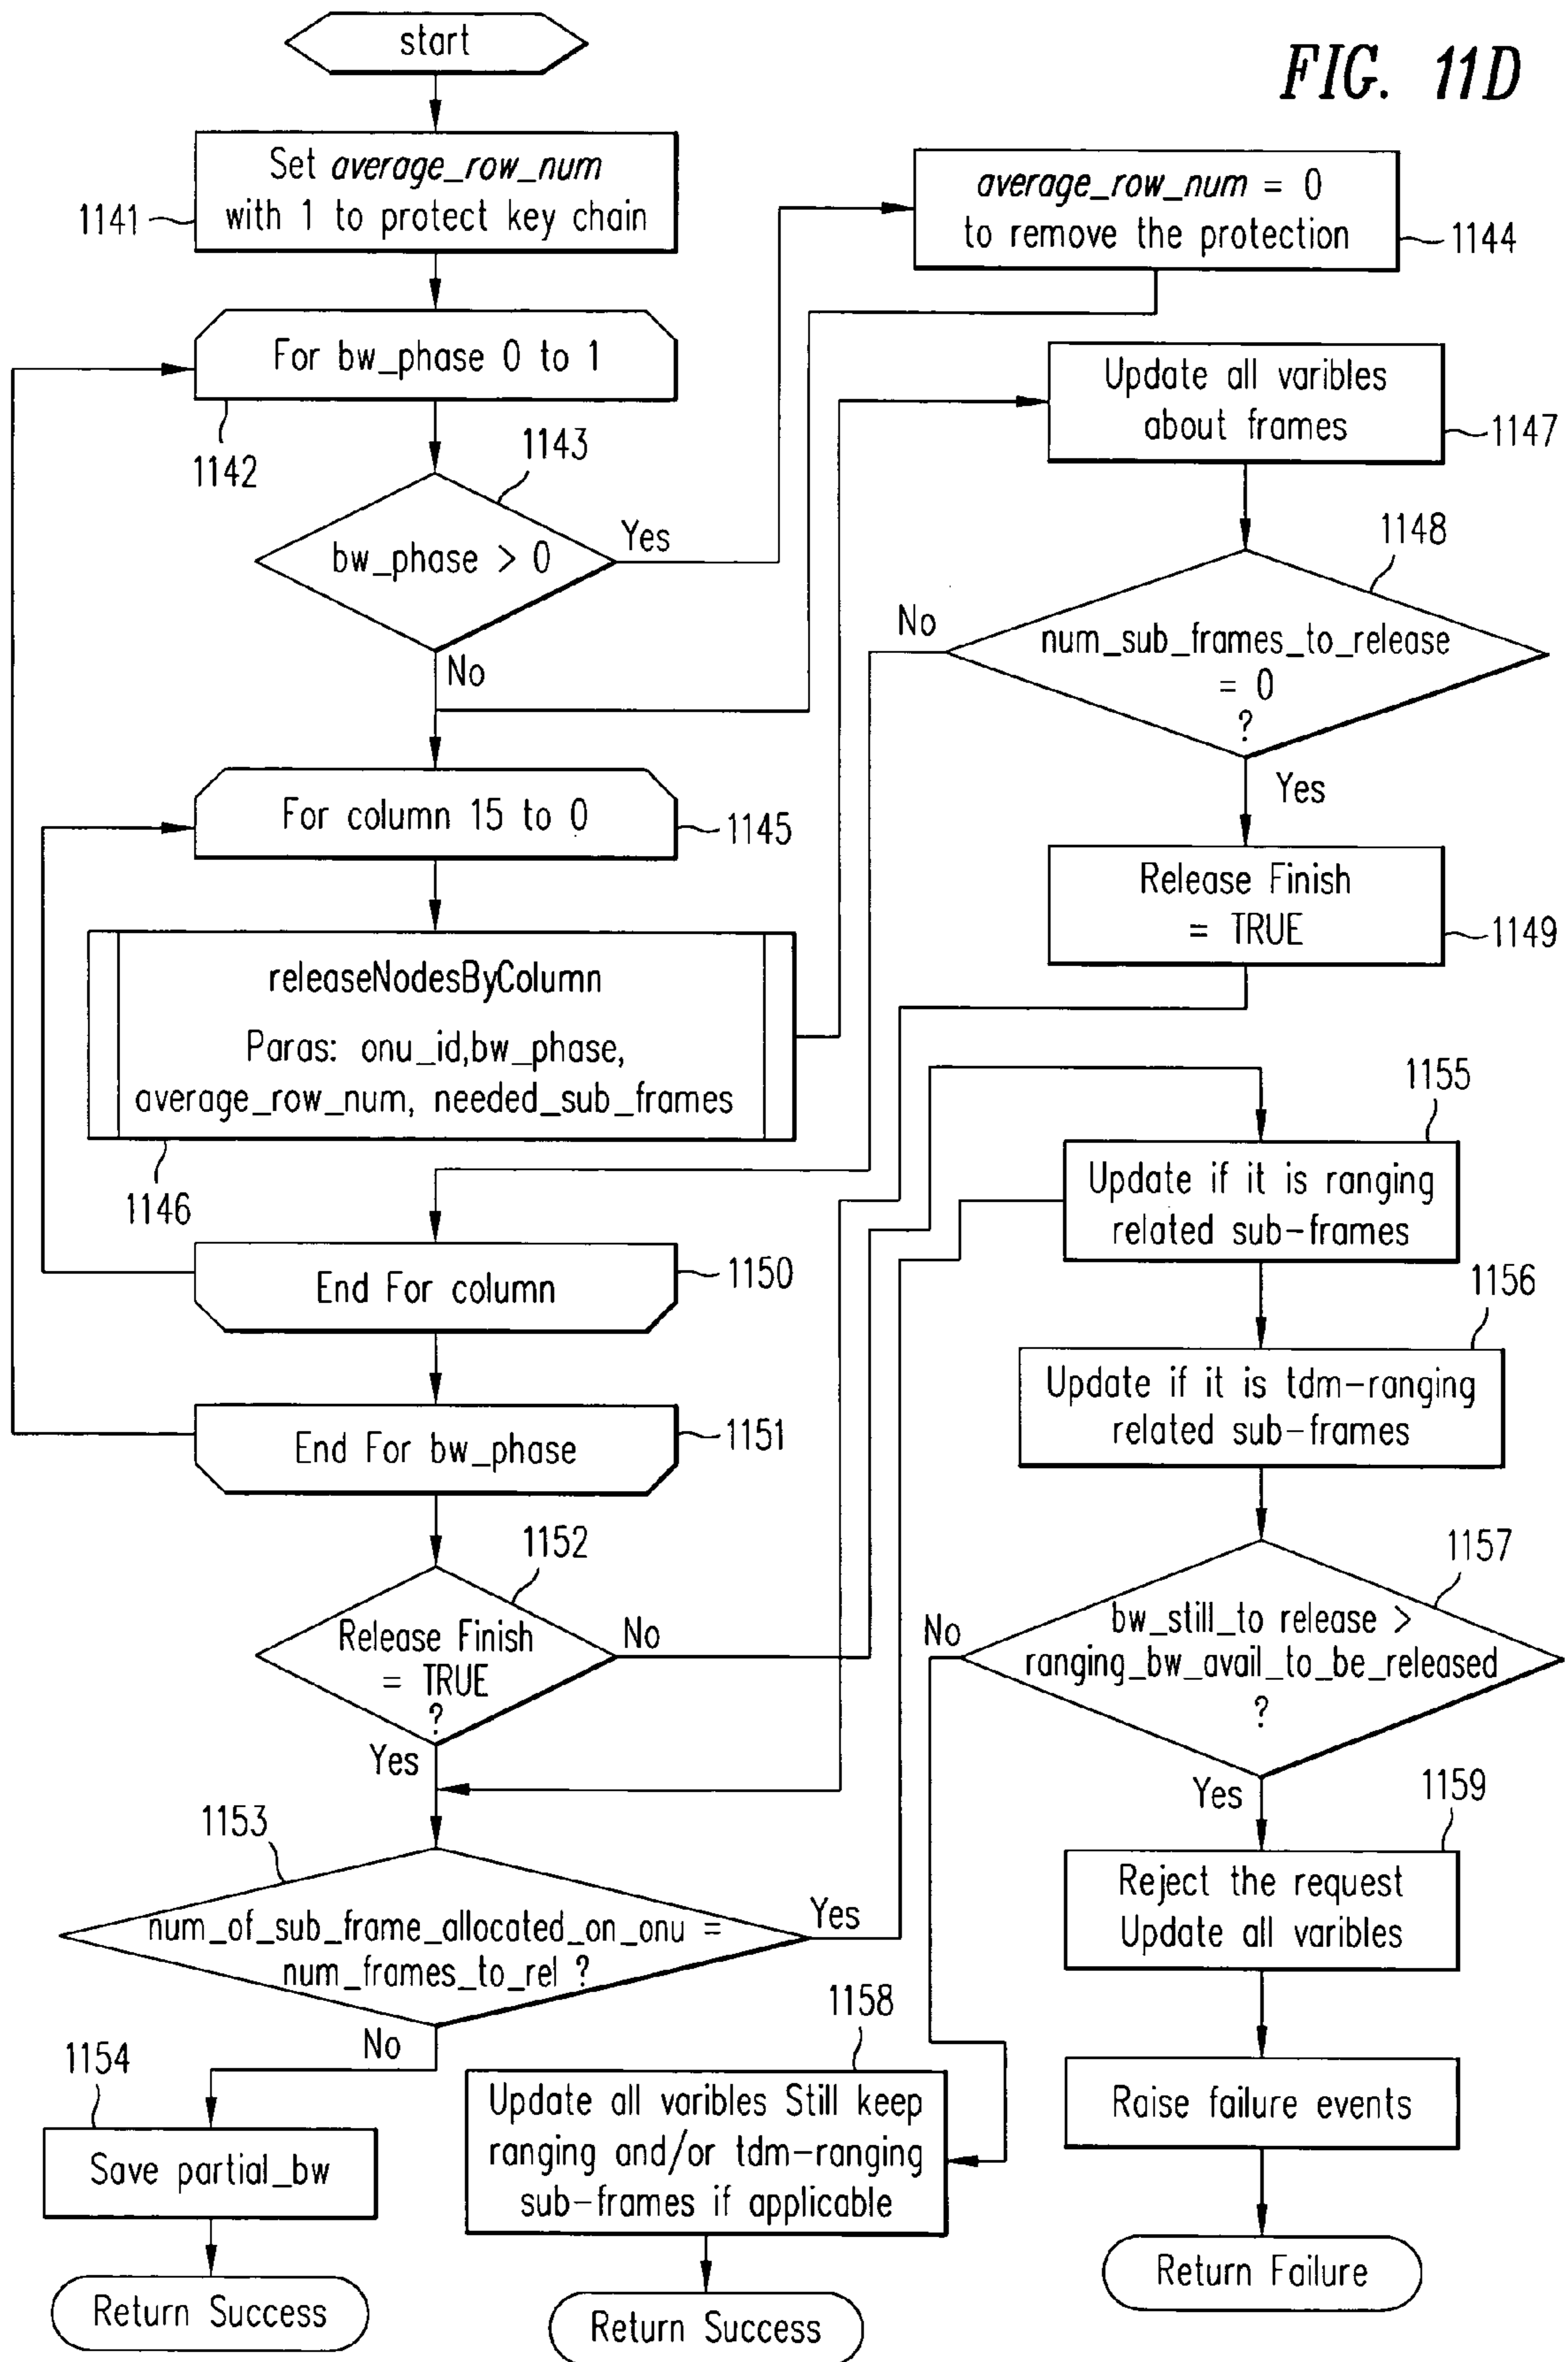 FIG. 11D
start
Set average_row_num
with 1 to protect key chain
1141
average_row_num = 0
to remove the protection
1144
For bw_phase 0 to 1
1142
1143
bw_phase > 0
Yes
No
Update all varibles
about frames
1147
1148
num_sub_frames_to_release
= 0
?
No
Yes
For column 15 to 0
1145
Release Finish
= TRUE
1149
releaseNodesByColumn
Paras: onu_id,bw_phase,
average_row_num, needed_sub_frames
1146
1155
Update if it is ranging
related sub-frames
End For column
1150
1156
Update if it is tdm-ranging
related sub-frames
End For bw_phase
1151
1152
Release Finish
= TRUE
?
No
Yes
1157
bw_still_to release >
ranging_bw_avail_to_be_released
?
No
Yes
1153
num_of_sub_frame_allocated_on_onu =
num_frames_to_rel ?
Yes
No
1159
Reject the request
Update all varibles
1154
Save partial_bw
1158
Update all varibles Still keep
ranging and/or tdm-ranging
sub-frames if applicable
Raise failure events
Return Success
Return Success
Return Failure